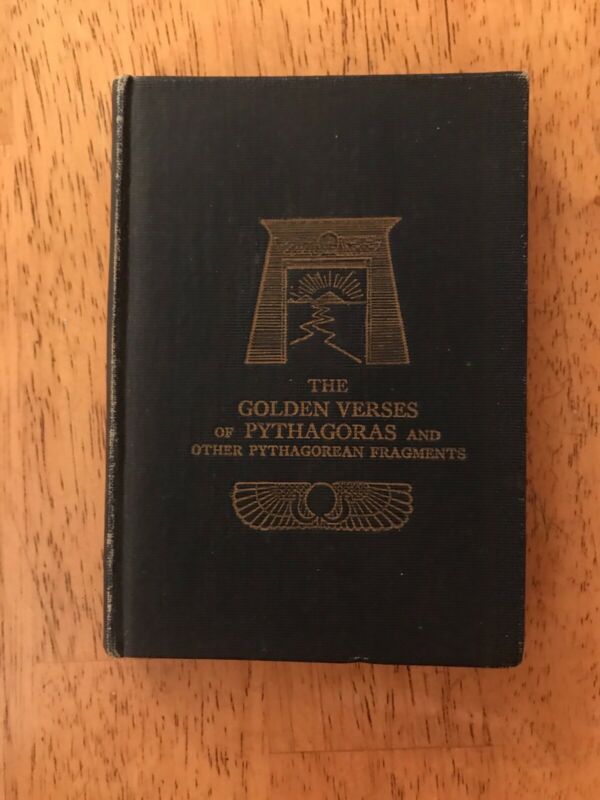 THE
GOLDEN VERSES
OF PYTHAGORAS AND
OTHER PYTHAGOREAN FRAGMENTS